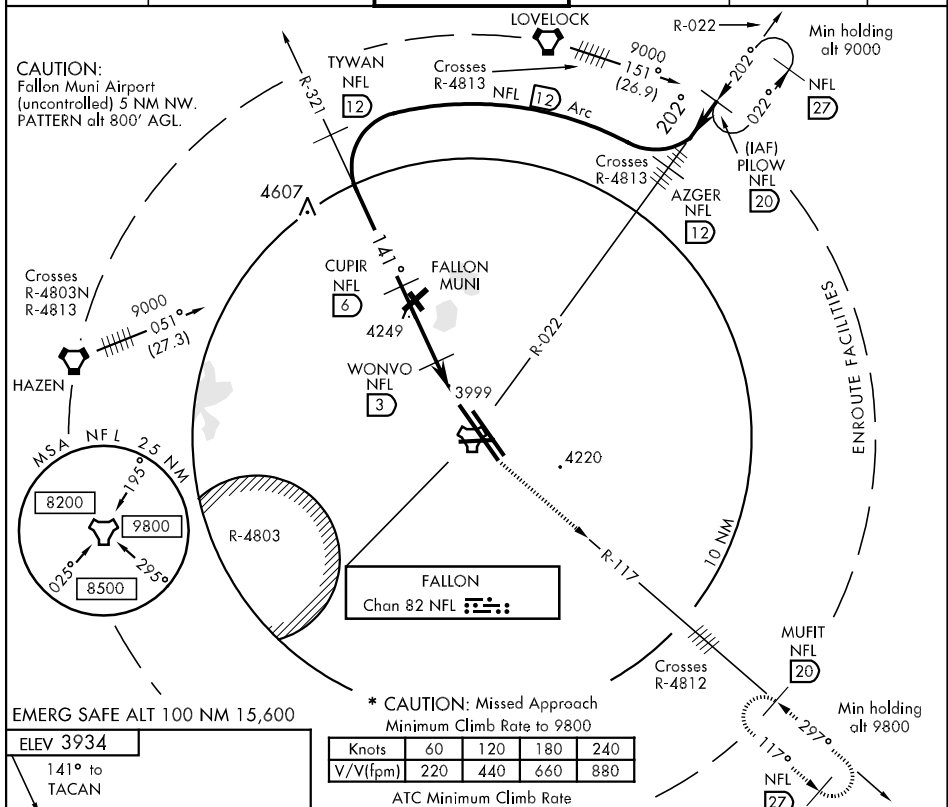 LOVELOCK
R-022
Min holding
alt 9000
CAUTION:
Fallon Muni Airport
(uncontrolled) 5 NM NW.
PATTERN alt 800' AGL.
TYWAN
NFL
12
R-321
Crosses
R-4813
9000
151°
(26.9)
NFL 12 Arc
202°
202°
022°
NFL
27
(IAF)
PILOW
NFL
20
Crosses
R-4813
AZGER
NFL
12
4607
141°
CUPIR
NFL
6
FALLON
MUNI
4249
Crosses
R-4803N
R-4813
9000
051°
(27.3)
HAZEN
R-022
ENROUTE FACILITIES
WONVO
NFL
3
3999
4220
MSA NFL 25 NM
195°
8200
9800
025°
295°
8500
R-4803
10 NM
R-117
FALLON
Chan 82 NFL
MUFIT
NFL
20
Crosses
R-4812
Min holding
alt 9800
297°
117°
NFL
27
EMERG SAFE ALT 100 NM 15,600
* CAUTION: Missed Approach
Minimum Climb Rate to 9800
Knots 60 120 180 240
V/V(fpm) 220 440 660 880
ATC Minimum Climb Rate
ELEV 3934
141° to
TACAN